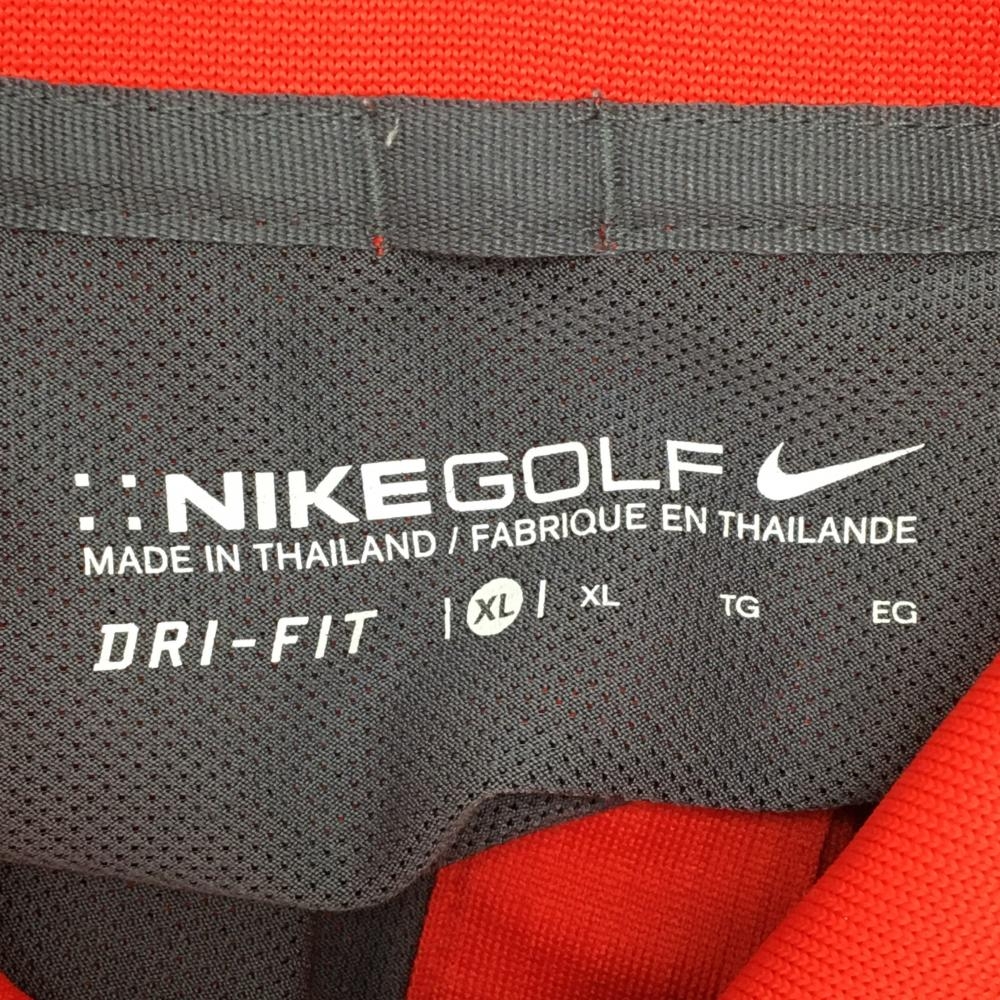 NIKEGOLF
MADE IN THAILAND / FABRIQUE EN THAILANDE
DRI-FIT | XL | XL TG EG